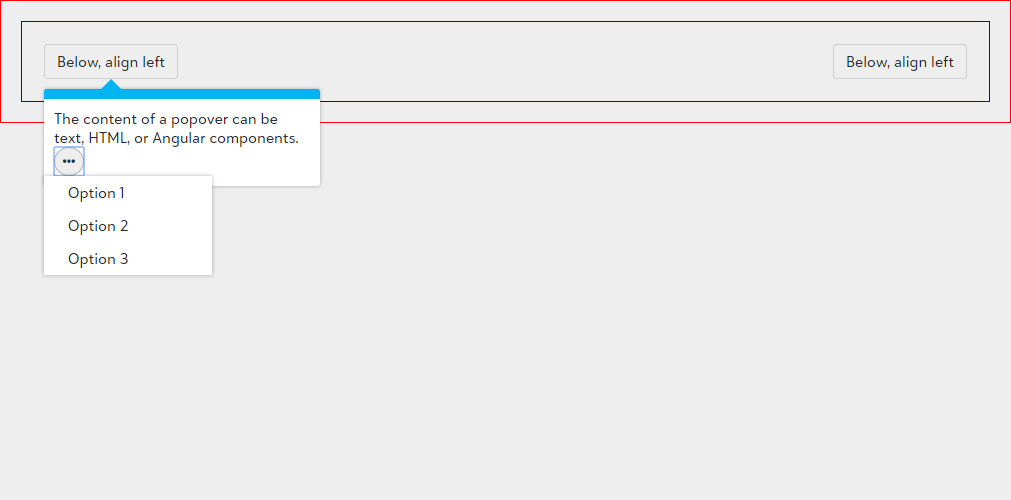 Below, align left
Below, align left
The content of a popover can be
text, HTML, or Angular components.
•••
Option 1
Option 2
Option 3